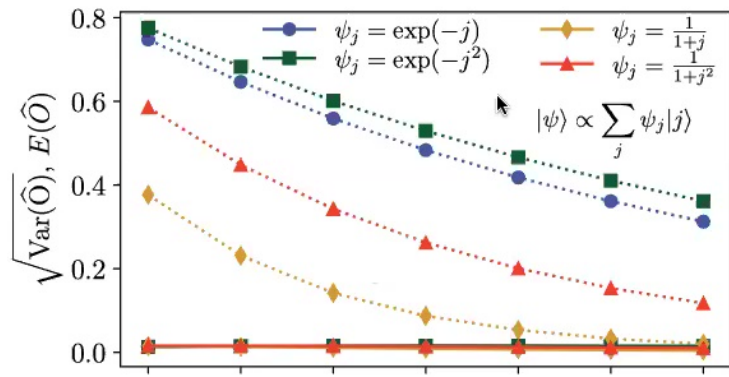 0.8
0.6
0.4
0.2
0.0
√Var(Ô), E(Ô)
ψ_j = exp(−j)
ψ_j = exp(−j²)
ψ_j = 1/(1+j)
ψ_j = 1/(1+j²)
|ψ⟩ ∝ ∑_j ψ_j|j⟩